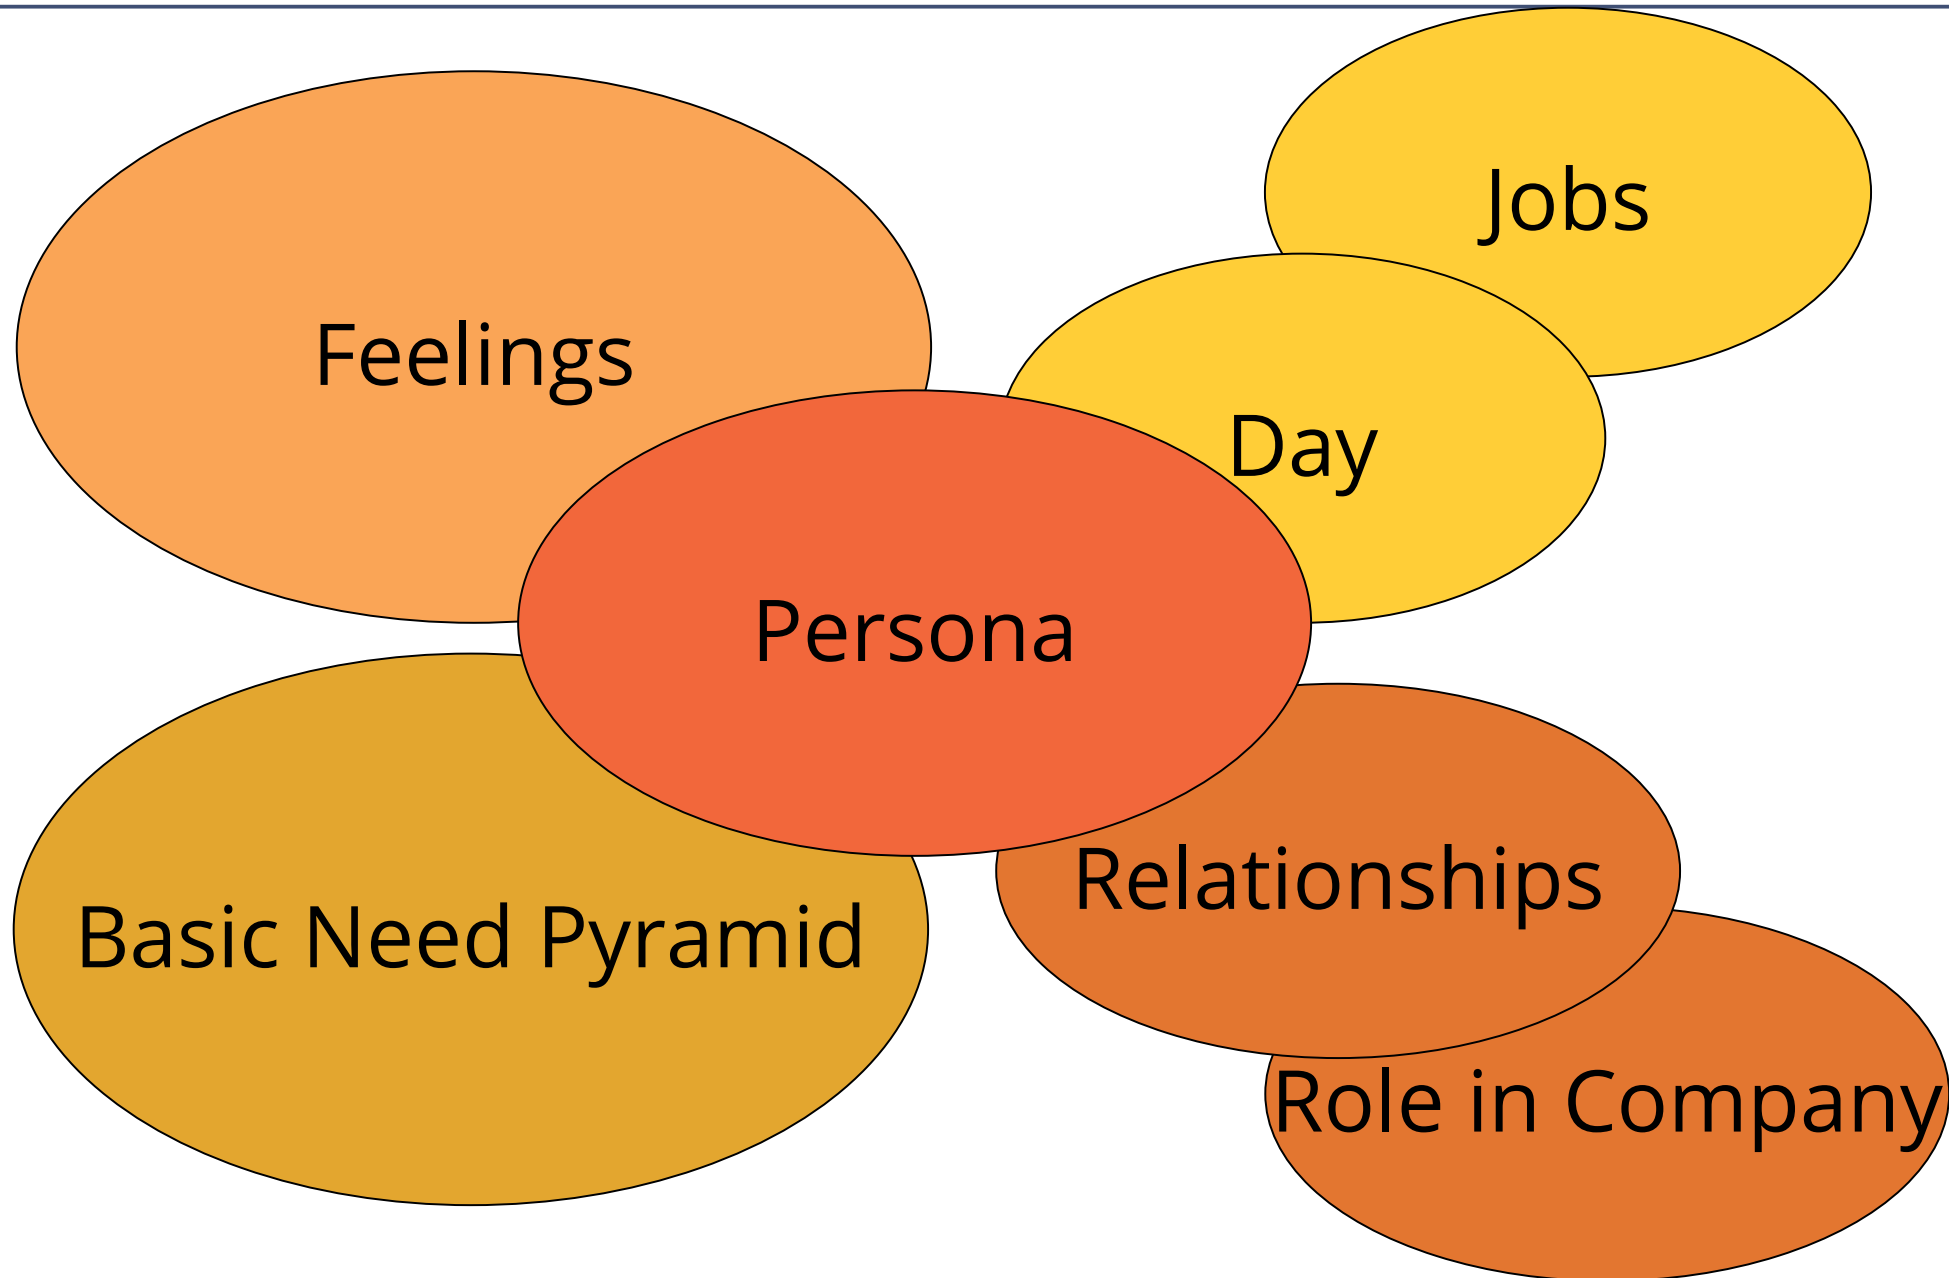 Jobs
Feelings
Day
Persona
Relationships
Basic Need Pyramid
Role in Company